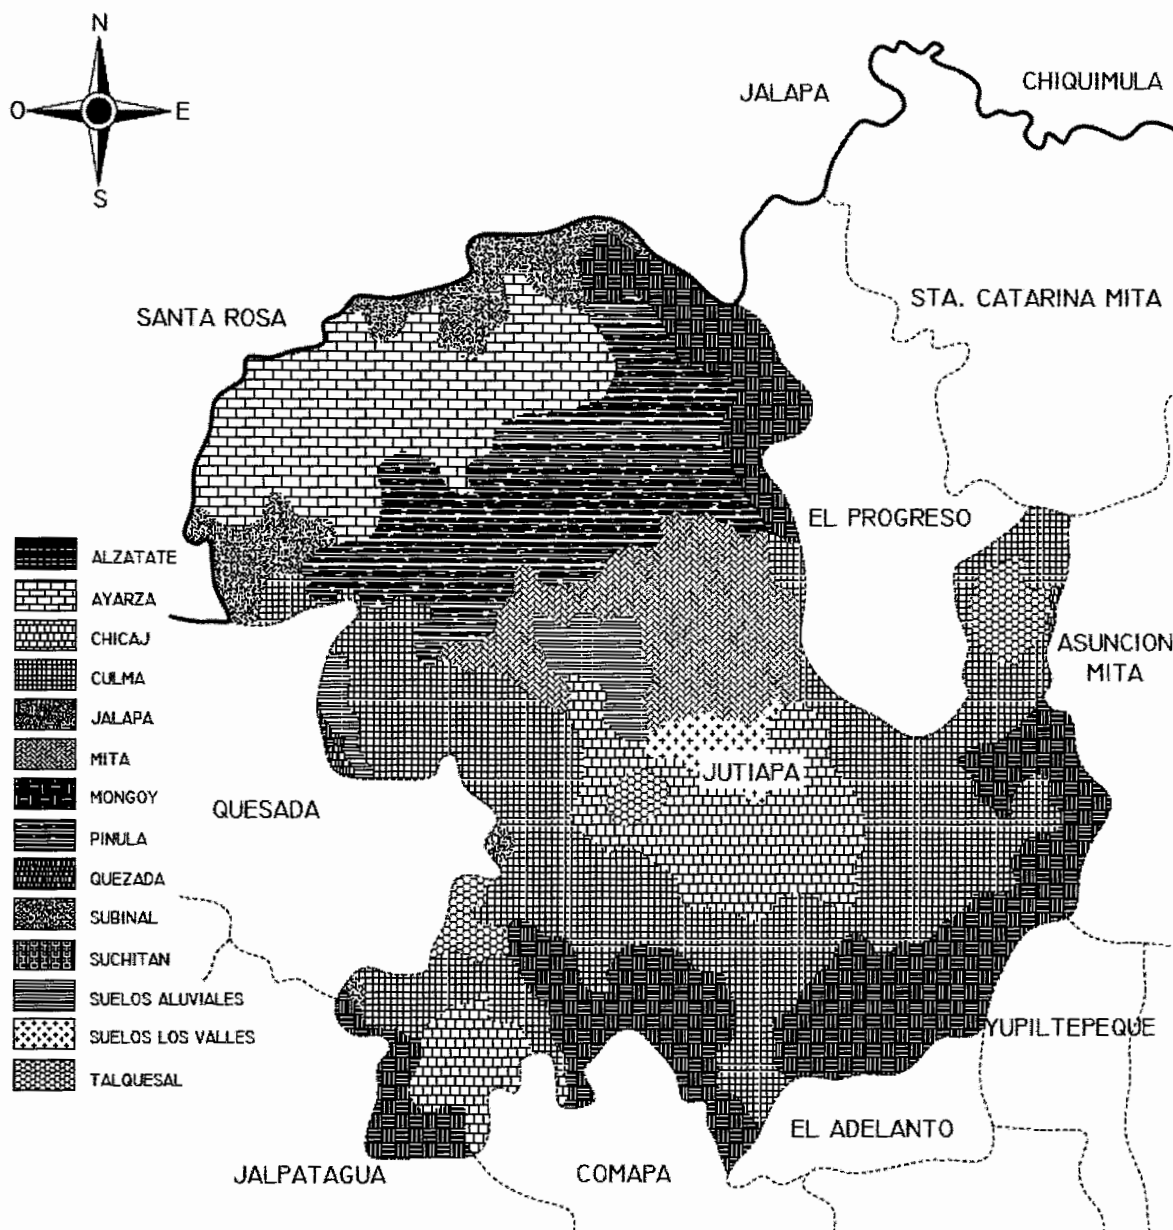 N
O
E
S
JALAPA
CHIQUIMULA
SANTA ROSA
STA. CATARINA MITA
EL PROGRESO
ASUNCION
MITA
JUTIAPA
QUESADA
YUPILTEPEQUE
EL ADELANTO
JALPATAGUA
COMAPA
ALZATATE
AYARZA
CHICAJ
CULMA
JALAPA
MITA
MONGOY
PINULA
QUEZADA
SUBINAL
SUCHITAN
SUELOS ALUVIALES
SUELOS LOS VALLES
TALQUESAL